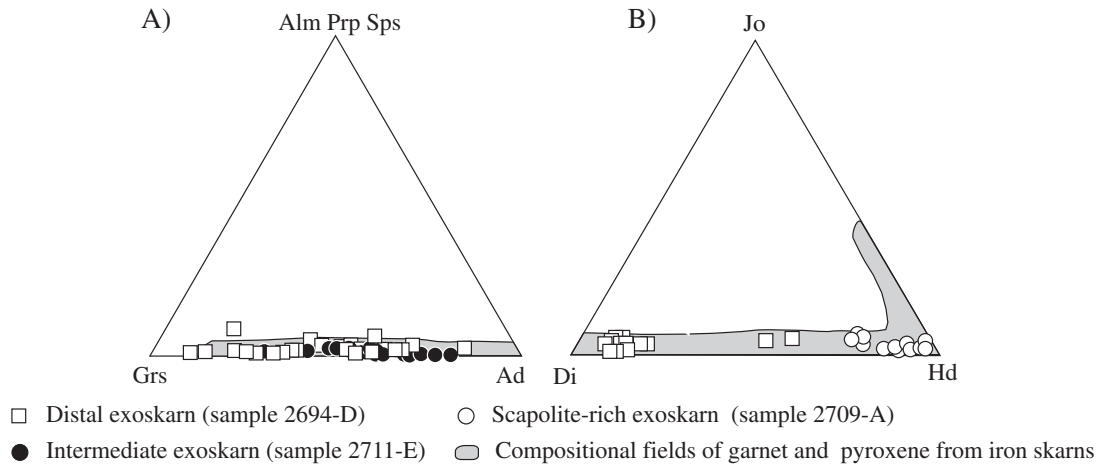 A)
Alm Prp Sps
Grs
Ad
B)
Jo
Di
Hd
Distal exoskarn (sample 2694-D)
Scapolite-rich exoskarn (sample 2709-A)
Intermediate exoskarn (sample 2711-E)
Compositional fields of garnet and pyroxene from iron skarns